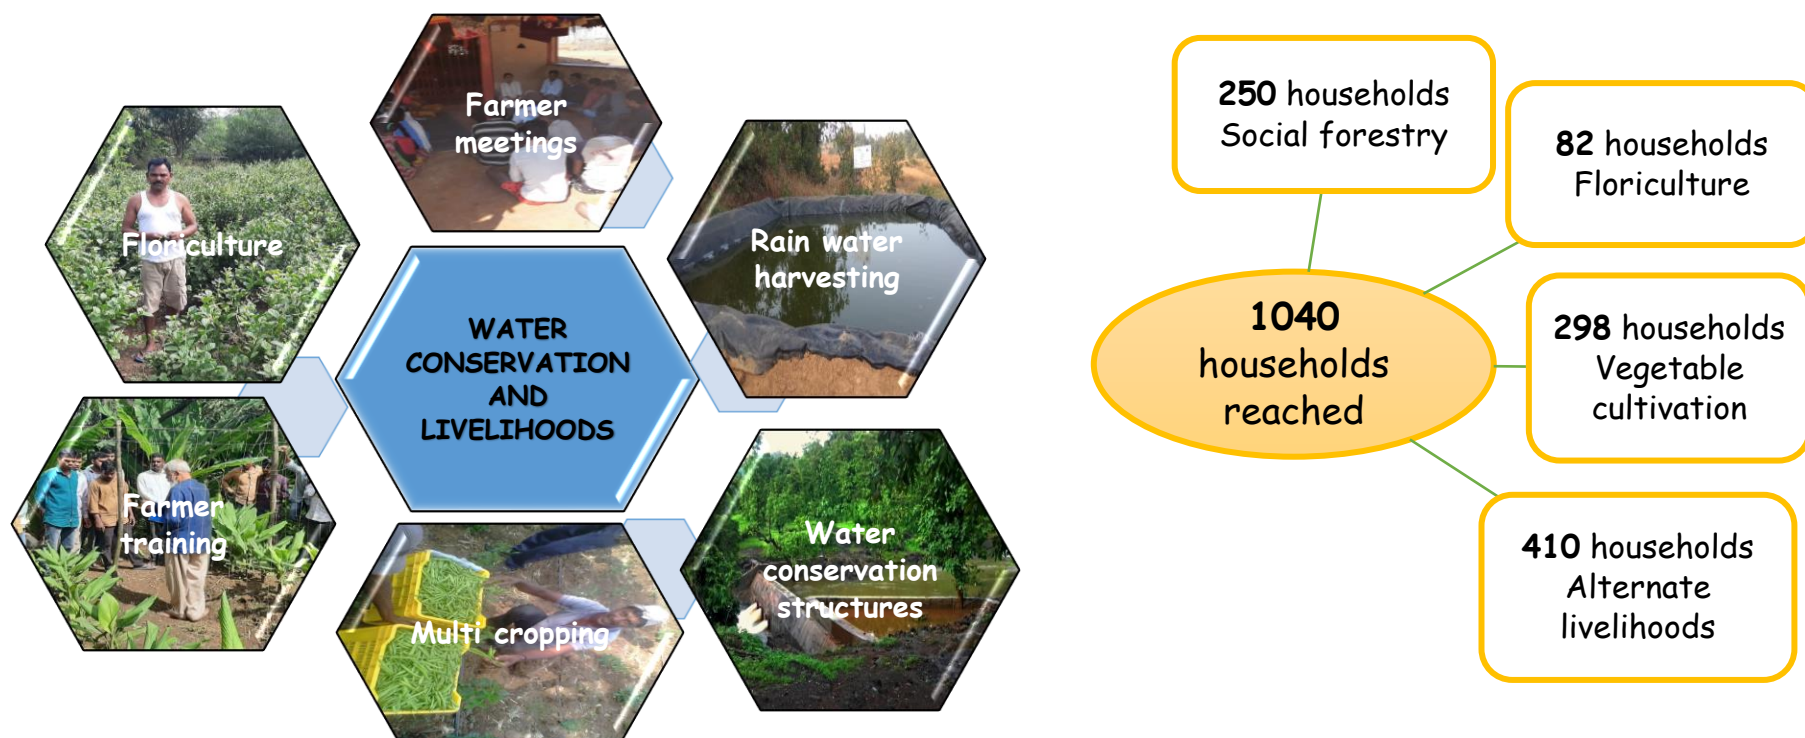 Farmer
meetings
Floriculture
Rain water
harvesting
WATER
CONSERVATION
AND
LIVELIHOODS
Farmer
training
Water
conservation
structures
Multi cropping
250 households
Social forestry
82 households
Floriculture
1040
households
reached
298 households
Vegetable
cultivation
410 households
Alternate
livelihoods